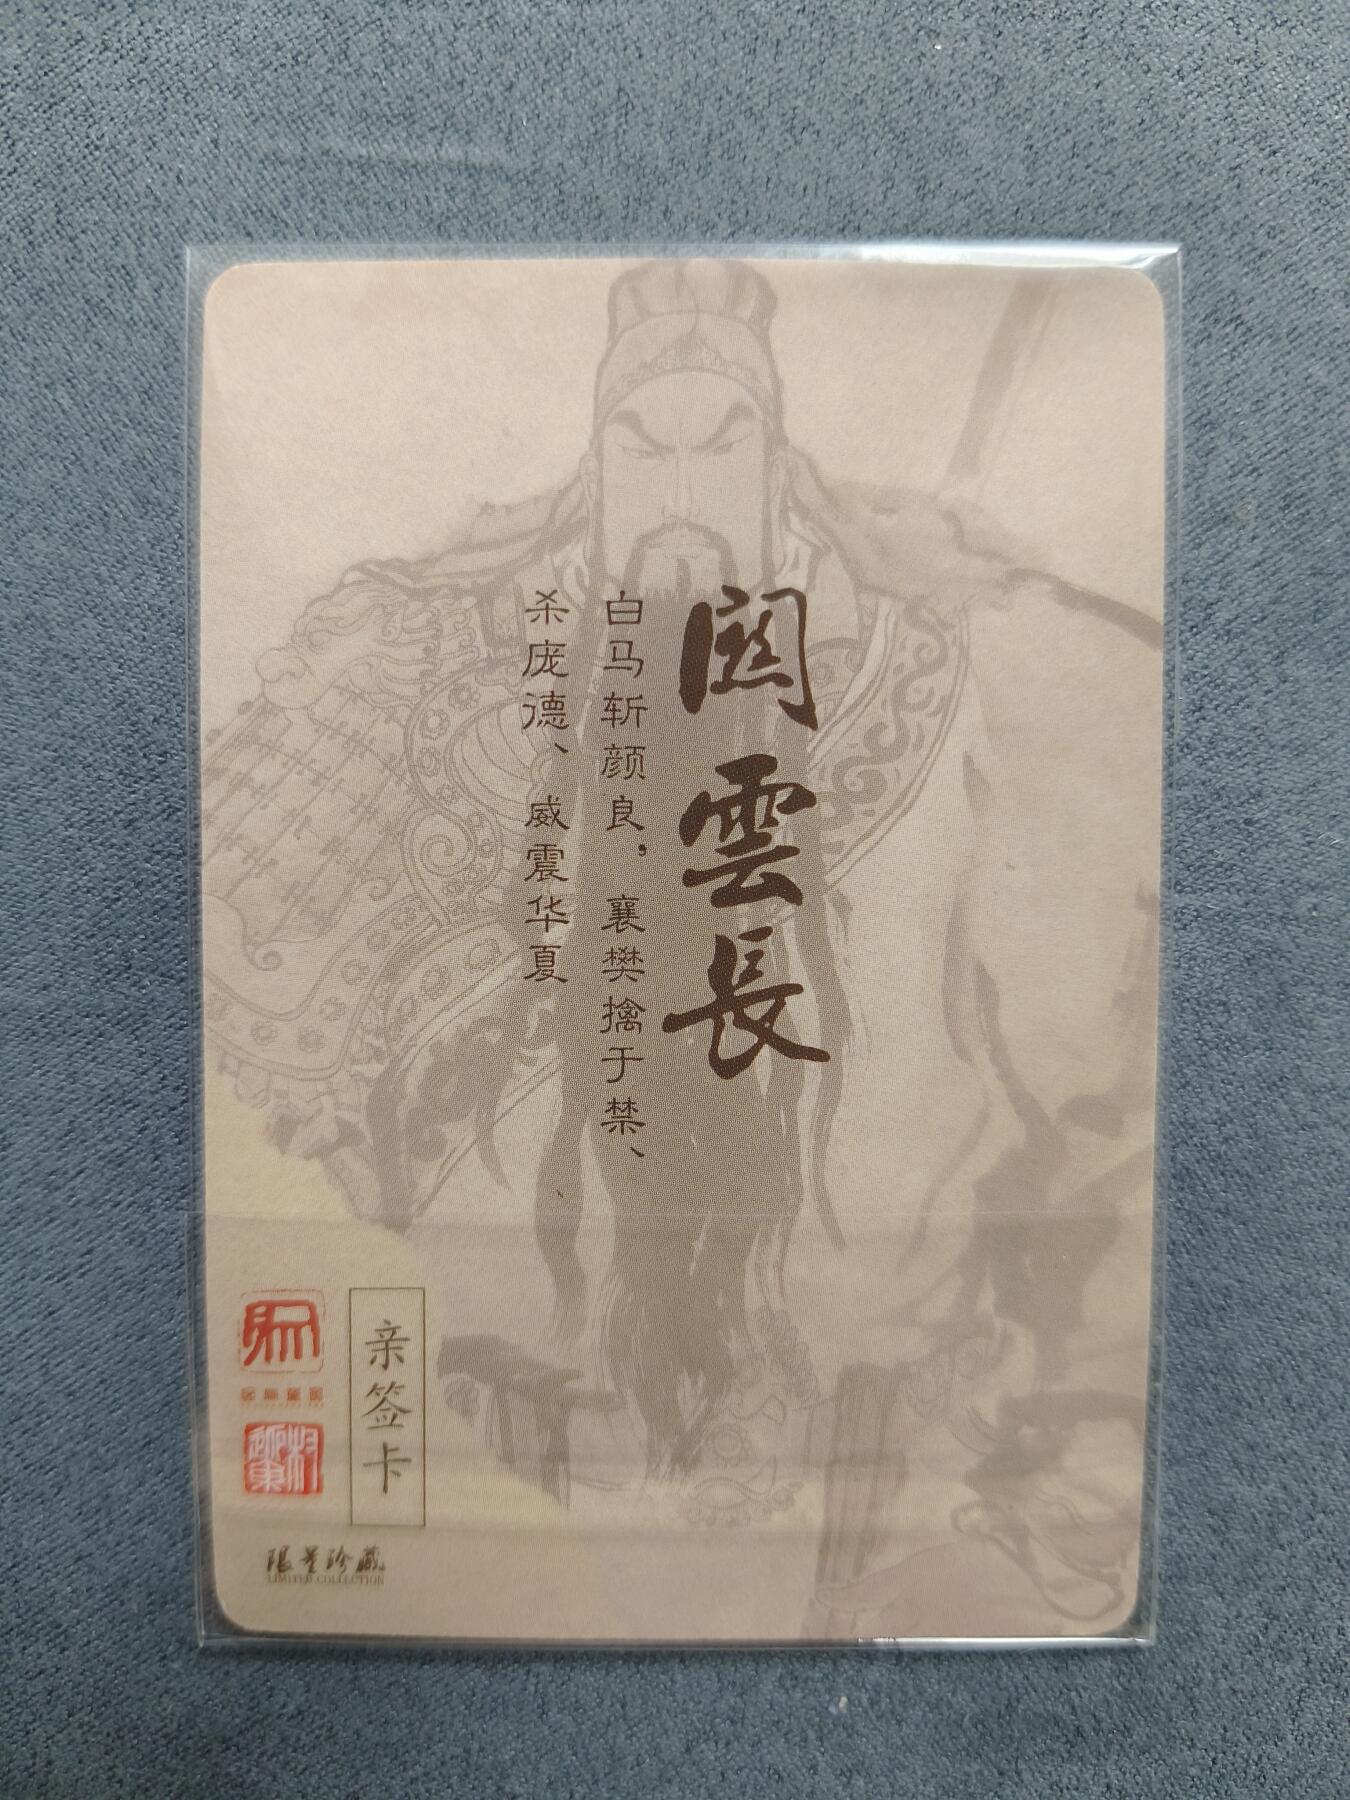 关雲長
白马斩颜良，襄樊擒于禁、
杀庞德、威震华夏
亲签卡
限量珍藏
LIMITED COLLECTION